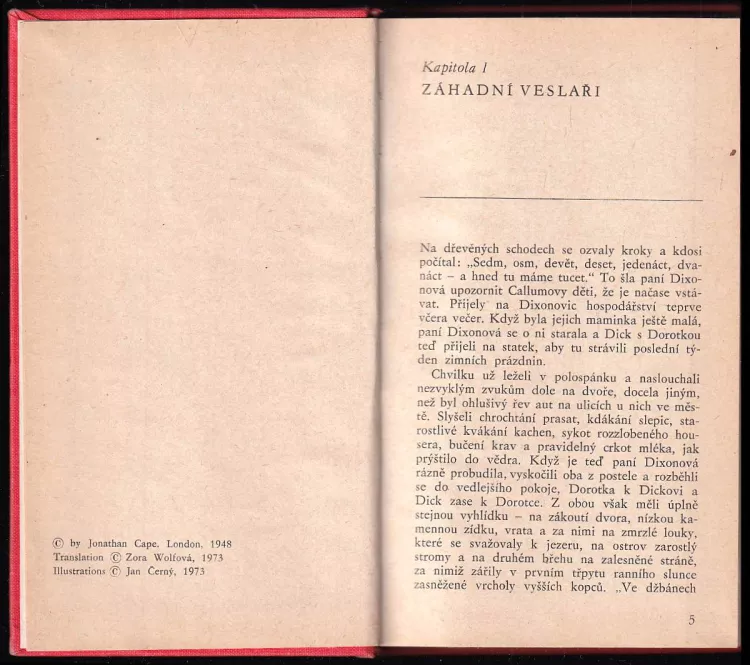 © by Jonathan Cape. London, 1948
Translation © Zora Wolfová, 1973
Illustrations © Jan Černý, 1973
Kapitola 1
ZÁHADNÍ VESLAŘI
Na dřevěných schodech se ozvaly kroky a kdosi
počítal: „Sedm, osm, devět, deset, jedenáct, dva-
náct – a hned tu máme tucet.“ To šla paní Dixo-
nová upozornit Callumovy děti, že je načase vstá-
vat. Přijely na Dixonovic hospodářství teprve
včera večer. Když byla jejich maminka ještě malá,
paní Dixonová se o ni starala a Dick s Dorotkou
teď přijeli na statek, aby tu strávili poslední tý-
den zimních prázdnin.
Chvilku už leželi v polospánku a naslouchali
nezvyklým zvukům dole na dvoře, docela jiným,
než byl ohlušivý řev aut na ulicích u nich ve měs-
tě. Slyšeli chrochtání prasat, kdákání slepic, sta-
rostlivé kvákání kachen, sykot rozzlobeného hou-
sera, bučení krav a pravidelný crkot mléka, jak
prýštilo do vědra. Když je teď paní Dixonová
rázně probudila, vyskočili oba z postele a rozběhli
se do vedlejšího pokoje, Dorotka k Dickovi a
Dick zase k Dorotce. Z obou však měli úplně
stejnou vyhlídku – na zákoutí dvora, nízkou ka-
mennou zídku, vrata a za nimi na zmrzlé louky,
které se svažovaly k jezeru, na ostrov zarostlý
stromy a na druhém břehu na zalesněné stráně,
za nimiž zářily v prvním třpytu ranního slunce
zasněžené vrcholy vyšších kopců. „Ve džbánech
5